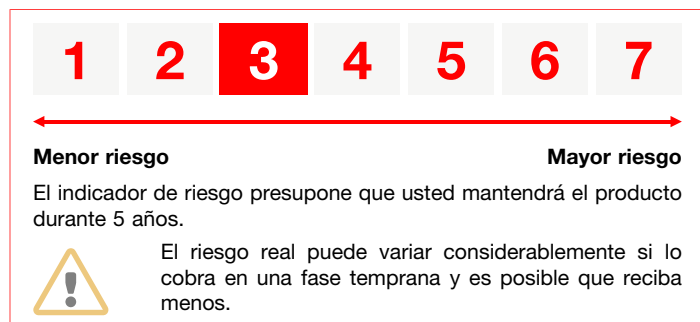 1 2 3 4 5 6 7
Menor riesgo Mayor riesgo
El indicador de riesgo presupone que usted mantendrá el producto
durante 5 años.
El riesgo real puede variar considerablemente si lo
cobra en una fase temprana y es posible que reciba
menos.